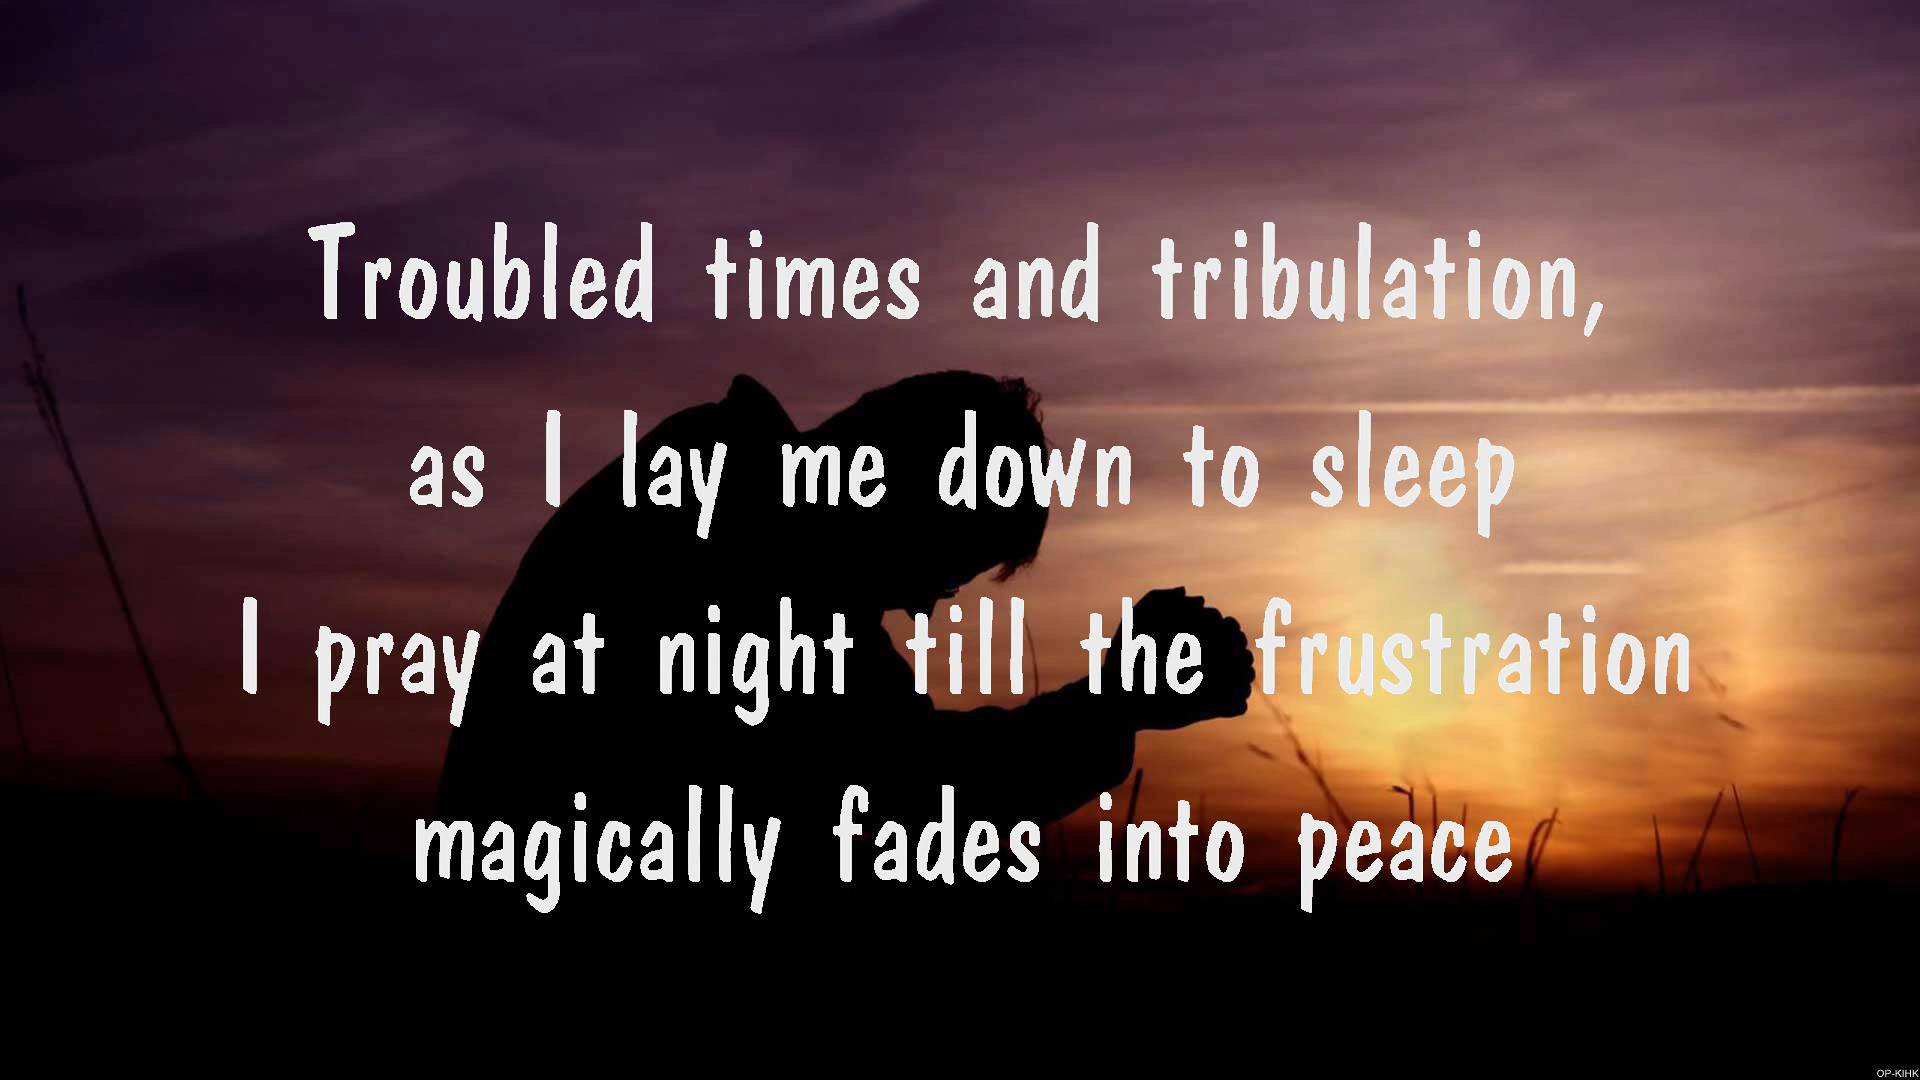 Troubled times and tribulation,
as I lay me down to sleep
I pray at night till the frustration
magically fades into peace
OP-KIHK